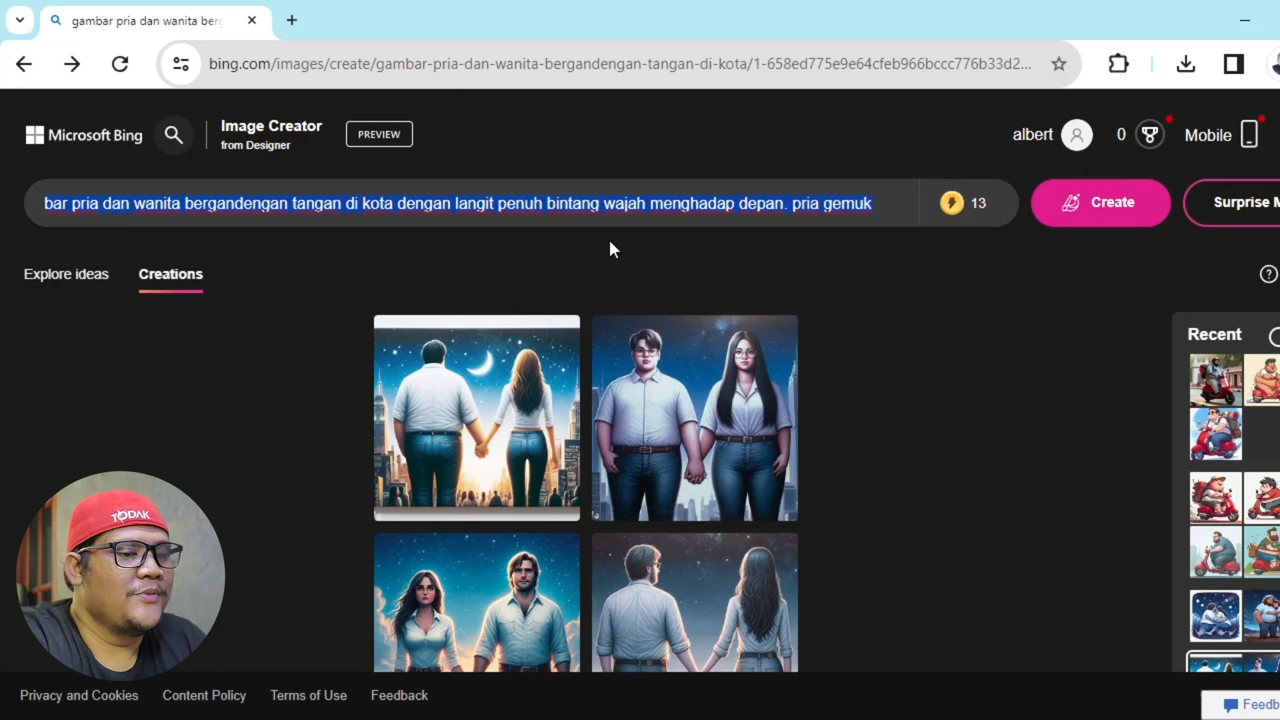 gambar pria dan wanita berg
bing.com/images/create/gambar-pria-dan-wanita-bergandengan-tangan-di-kota/1-658ed775e9e64cfeb966bccc776b33d2...
Microsoft Bing
Image Creator
from Designer
PREVIEW
albert
0
Mobile
bar pria dan wanita bergandengan tangan di kota dengan langit penuh bintang wajah menghadap depan. pria gemuk
13
Create
Surprise M
Explore ideas
Creations
?
Recent
TODAK
Privacy and Cookies
Content Policy
Terms of Use
Feedback
Feedb